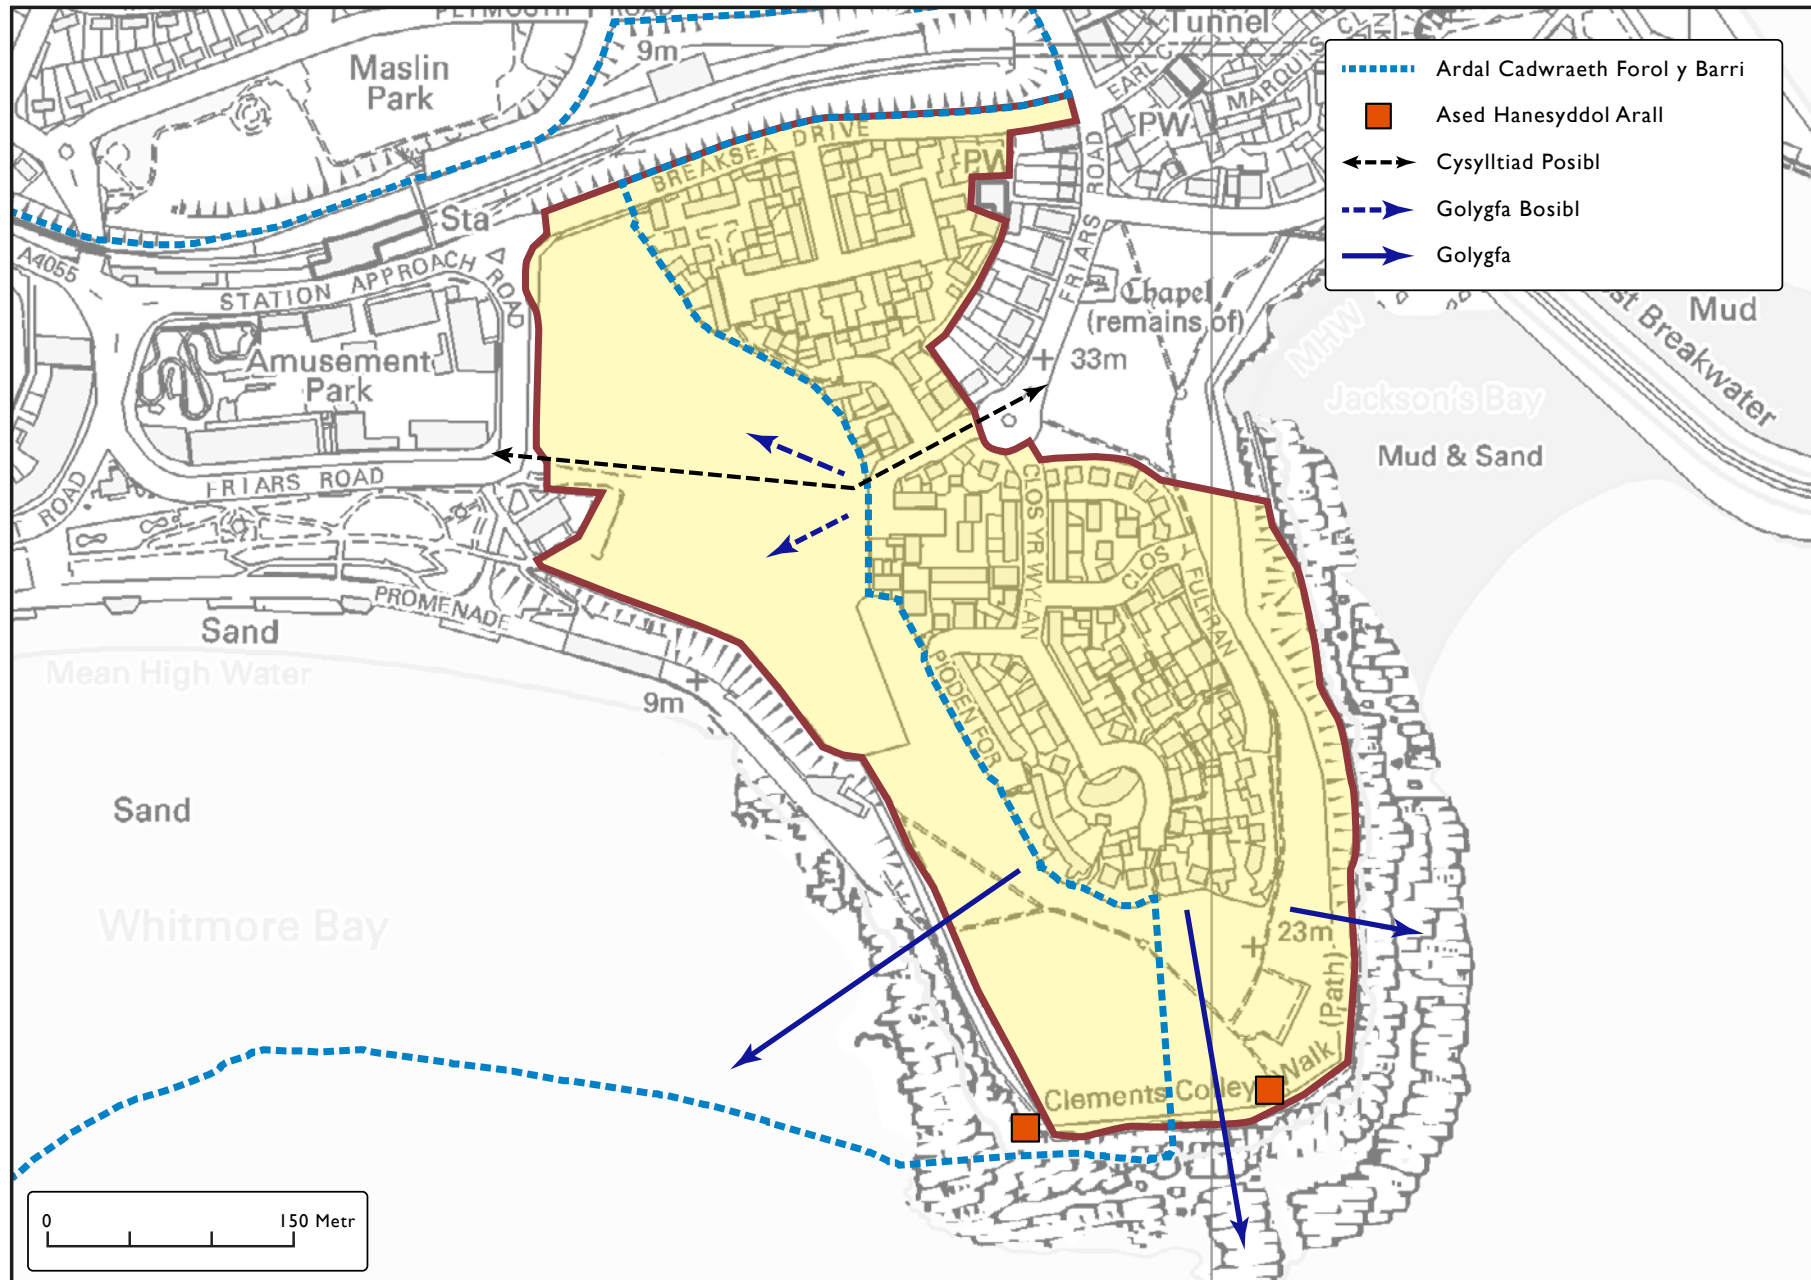 PLYMOUTH ROAD
Tunnel
9m
Maslin
Park
EARL
MARQUIS
PW
BREAKSEA DRIVE
PW
Sta
A4055
STATION APPROACH
ROAD
FRIARS ROAD
Chapel
(remains of)
33m
Amusement
Park
FRIARS ROAD
PROMENADE
Sand
Mean High Water
9m
Sand
Whitmore Bay
CLOS YR WYLAN
CLOS Y FULFRAN
PIODEN FOR
23m
(Path)
Clements Colley Walk
MHW
Jackson's Bay
Mud & Sand
Mud
Breakwater
Ardal Cadwraeth Forol y Barri
Ased Hanesyddol Arall
Cysylltiad Posibl
Golygfa Bosibl
Golygfa
0
150 Metr